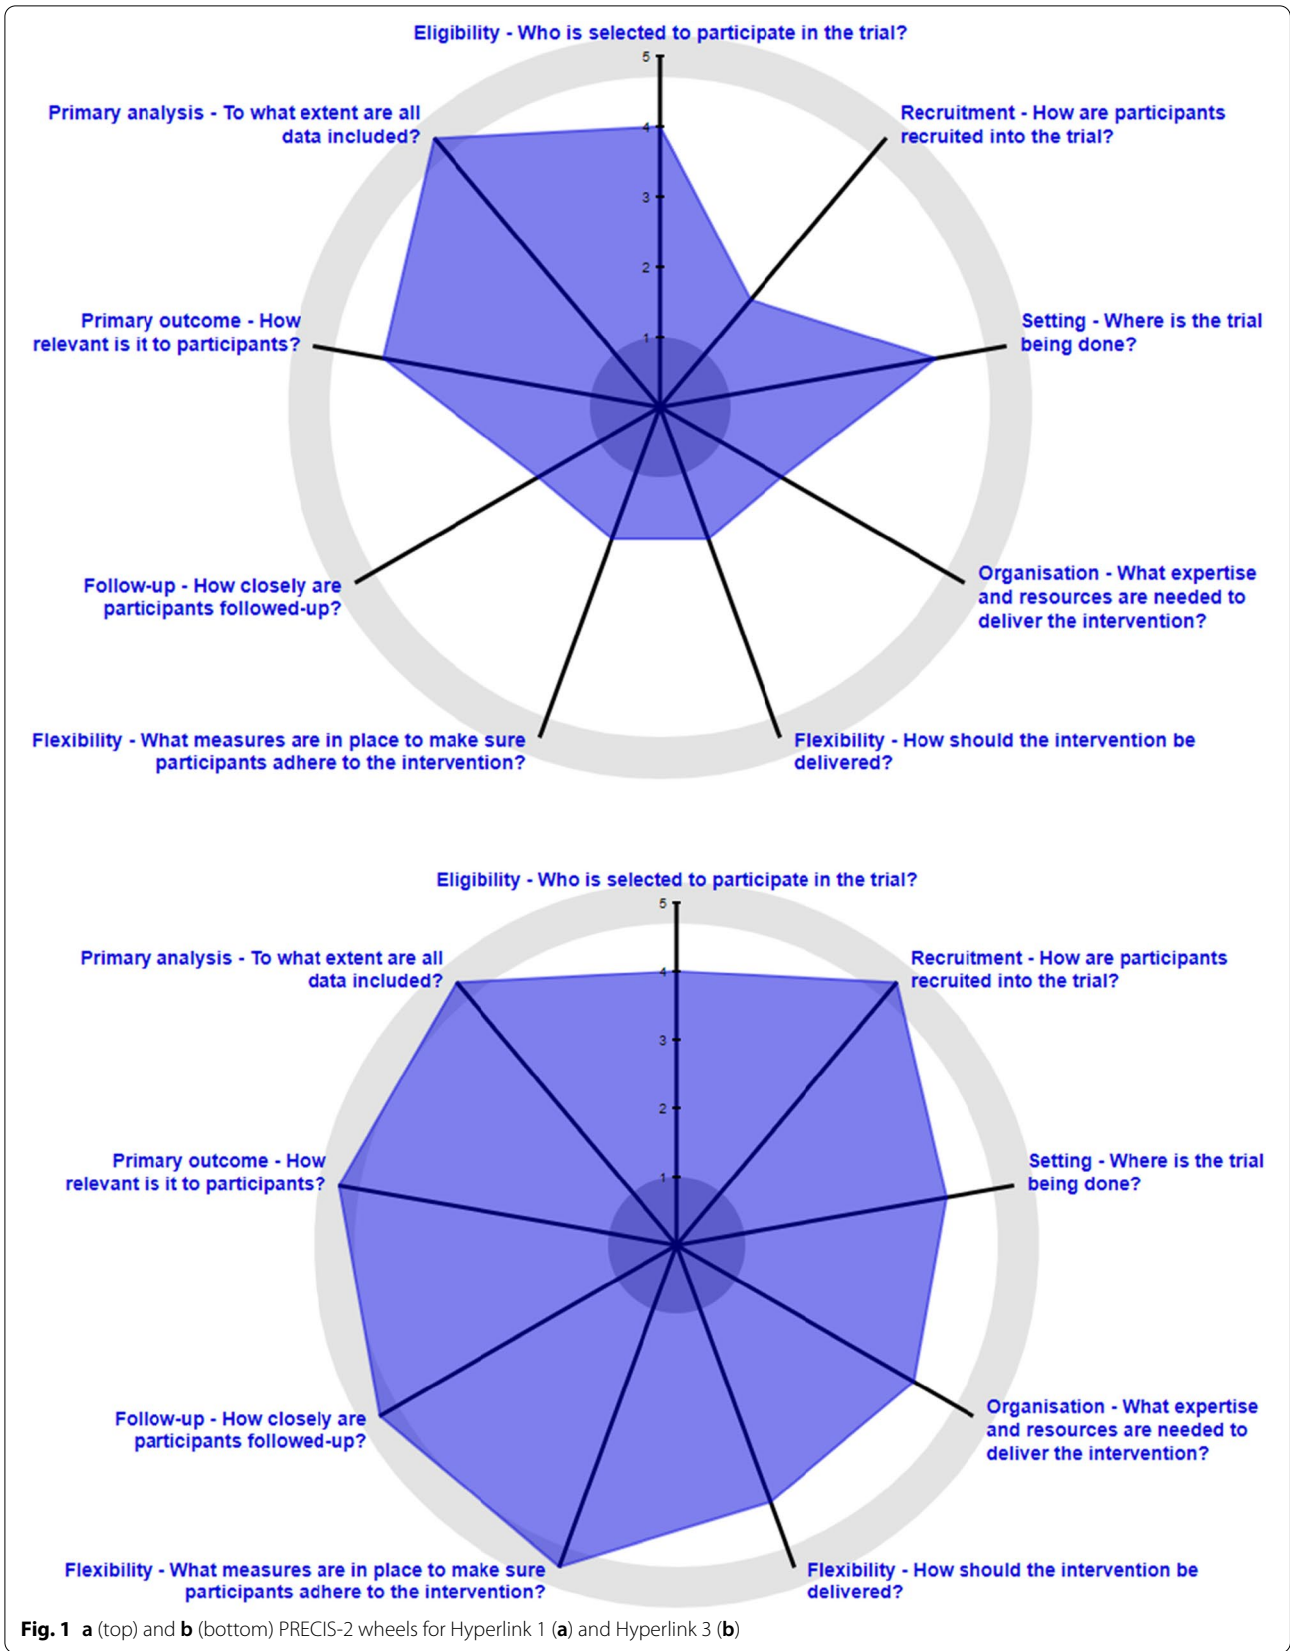 Eligibility - Who is selected to participate in the trial?
5
Primary analysis - To what extent are all
data included?
Recruitment - How are participants
recruited into the trial?
4
3
2
1
Primary outcome - How
relevant is it to participants?
Setting - Where is the trial
being done?
Follow-up - How closely are
participants followed-up?
Organisation - What expertise
and resources are needed to
deliver the intervention?
Flexibility - What measures are in place to make sure
participants adhere to the intervention?
Flexibility - How should the intervention be
delivered?
Eligibility - Who is selected to participate in the trial?
5
Primary analysis - To what extent are all
data included?
Recruitment - How are participants
recruited into the trial?
4
3
2
1
Primary outcome - How
relevant is it to participants?
Setting - Where is the trial
being done?
Follow-up - How closely are
participants followed-up?
Organisation - What expertise
and resources are needed to
deliver the intervention?
Flexibility - What measures are in place to make sure
participants adhere to the intervention?
Flexibility - How should the intervention be
delivered?
Fig. 1 a (top) and b (bottom) PRECIS-2 wheels for Hyperlink 1 (a) and Hyperlink 3 (b)